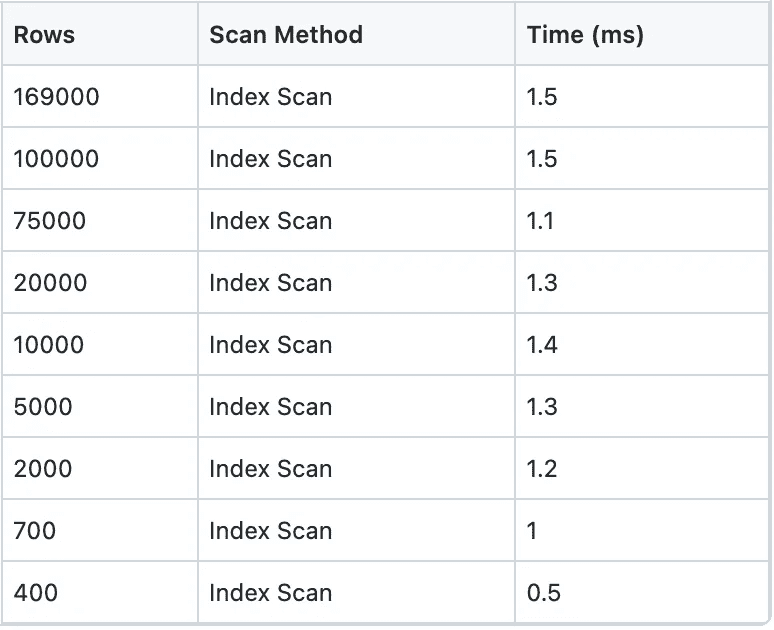 Rows Scan Method Time (ms)
169000 Index Scan 1.5
100000 Index Scan 1.5
75000 Index Scan 1.1
20000 Index Scan 1.3
10000 Index Scan 1.4
5000 Index Scan 1.3
2000 Index Scan 1.2
700 Index Scan 1
400 Index Scan 0.5